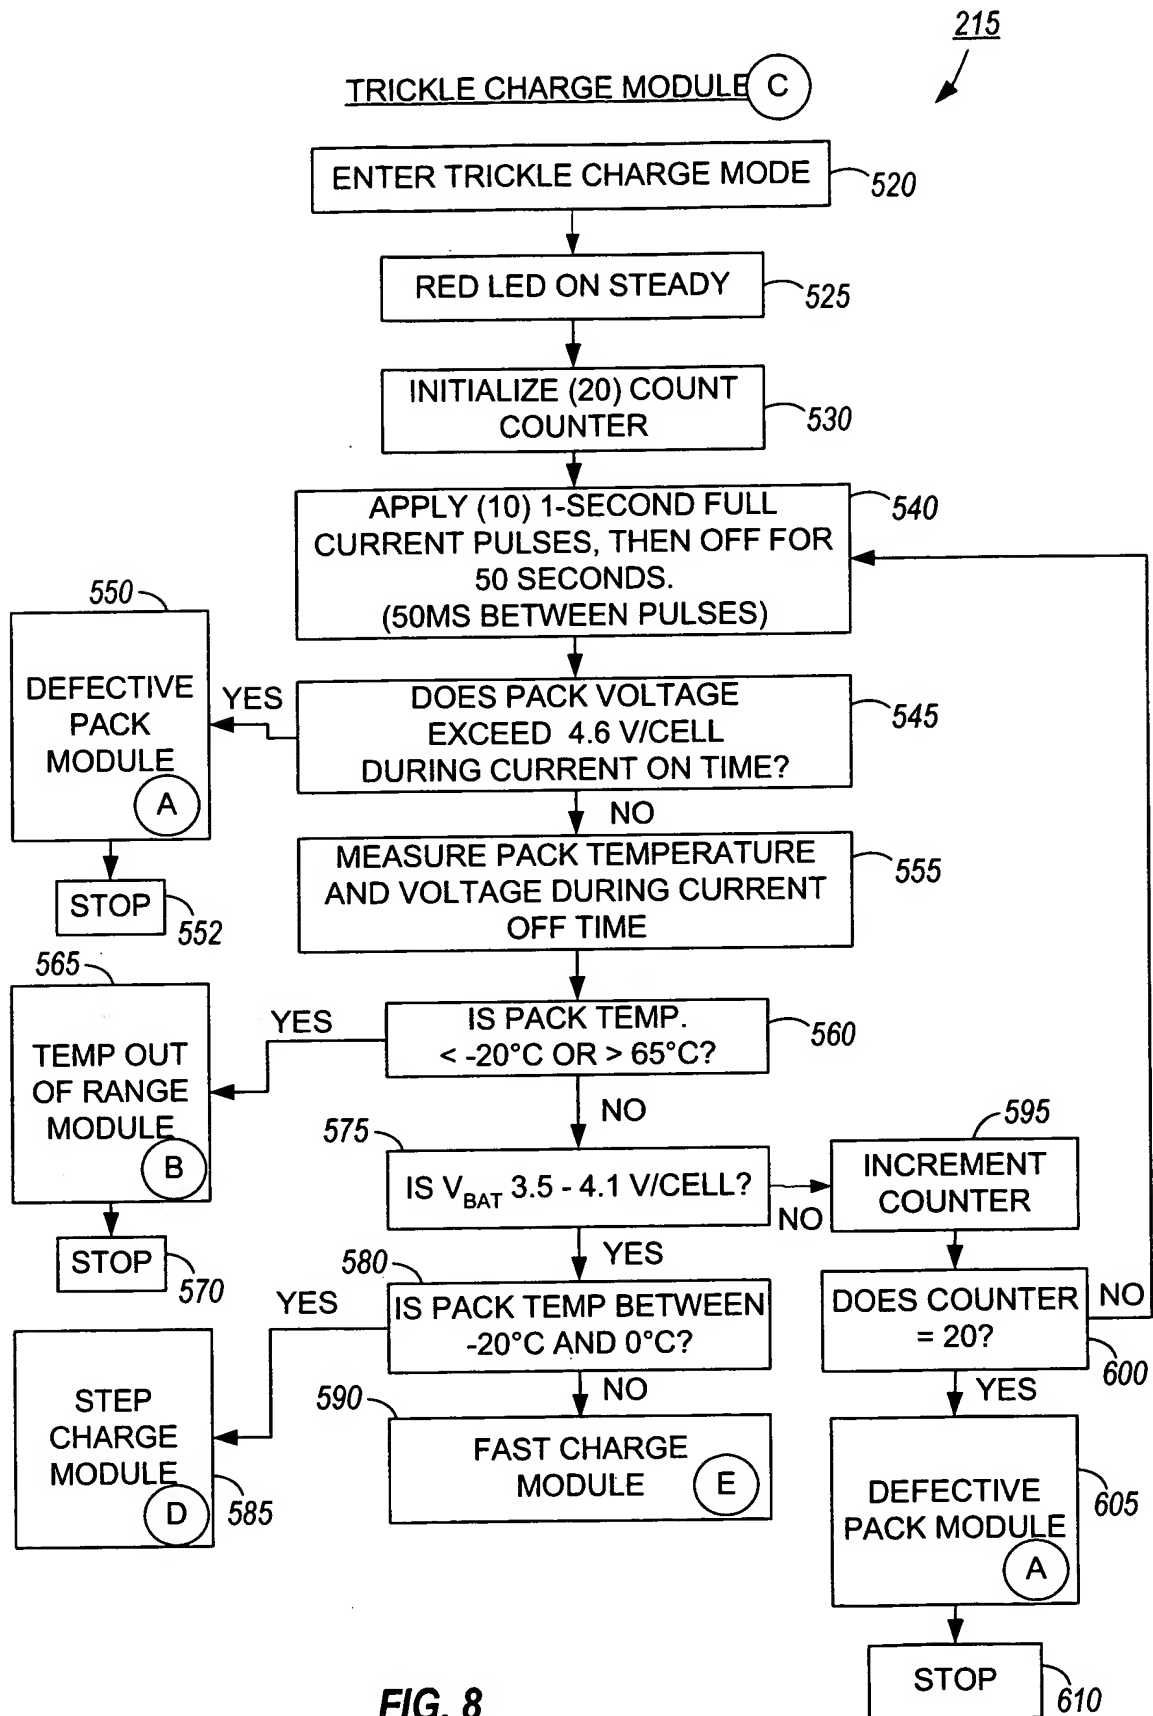 215
TRICKLE CHARGE MODULE C
ENTER TRICKLE CHARGE MODE
520
RED LED ON STEADY
525
INITIALIZE (20) COUNT
COUNTER
530
APPLY (10) 1-SECOND FULL
CURRENT PULSES, THEN OFF FOR
50 SECONDS.
(50MS BETWEEN PULSES)
540
550
DEFECTIVE
PACK
MODULE
A
YES
DOES PACK VOLTAGE
EXCEED 4.6 V/CELL
DURING CURRENT ON TIME?
545
NO
STOP
552
MEASURE PACK TEMPERATURE
AND VOLTAGE DURING CURRENT
OFF TIME
555
565
TEMP OUT
OF RANGE
MODULE
B
YES
IS PACK TEMP.
< -20°C OR > 65°C?
560
NO
STOP
570
575
IS VBAT 3.5 - 4.1 V/CELL?
NO
595
INCREMENT
COUNTER
YES
580
IS PACK TEMP BETWEEN
-20°C AND 0°C?
YES
STEP
CHARGE
MODULE
D
585
NO
590
FAST CHARGE
MODULE
E
DOES COUNTER
= 20?
NO
600
YES
DEFECTIVE
PACK MODULE
A
605
STOP
610
FIG. 8